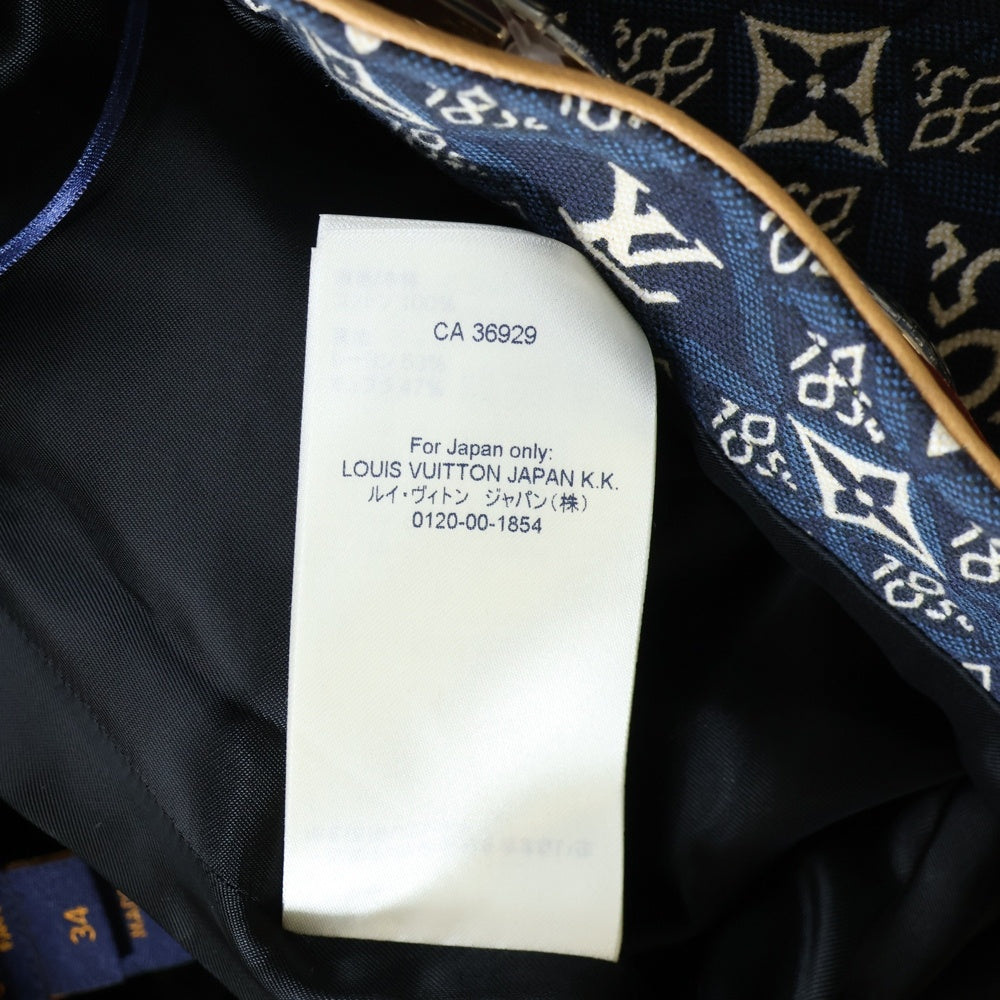 CA 36929
For Japan only:
LOUIS VUITTON JAPAN K.K.
ルイ・ヴィトン ジャパン(株)
0120-00-1854
34